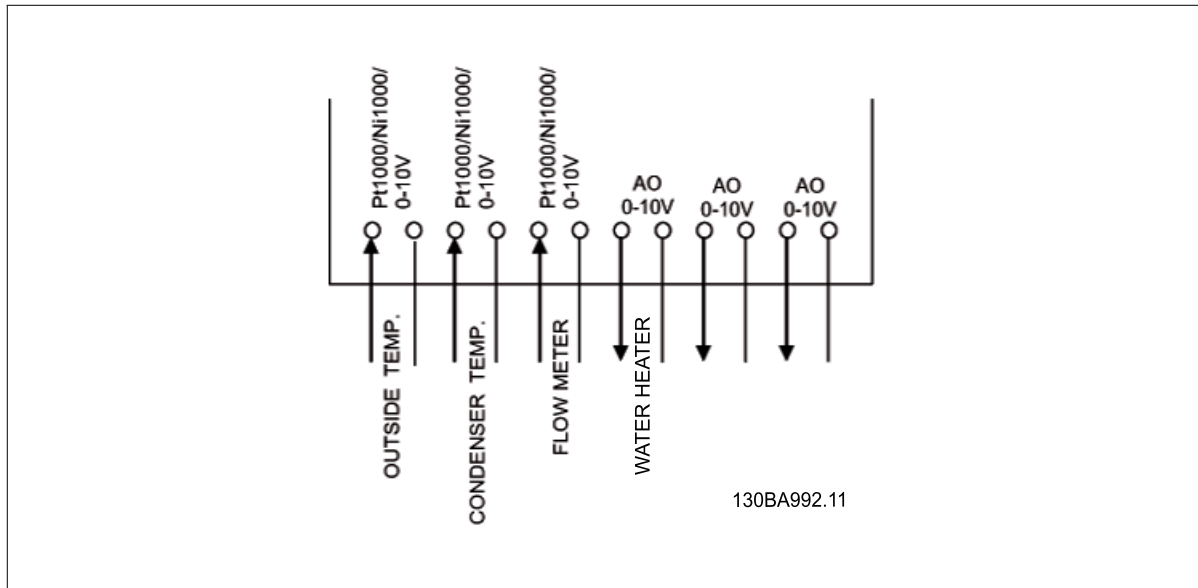 Pt1000/Ni1000/
0-10V
Pt1000/Ni1000/
0-10V
Pt1000/Ni1000/
0-10V
AO
0-10V
AO
0-10V
AO
0-10V
OUTSIDE TEMP.
CONDENSER TEMP.
FLOW METER
WATER HEATER
130BA992.11